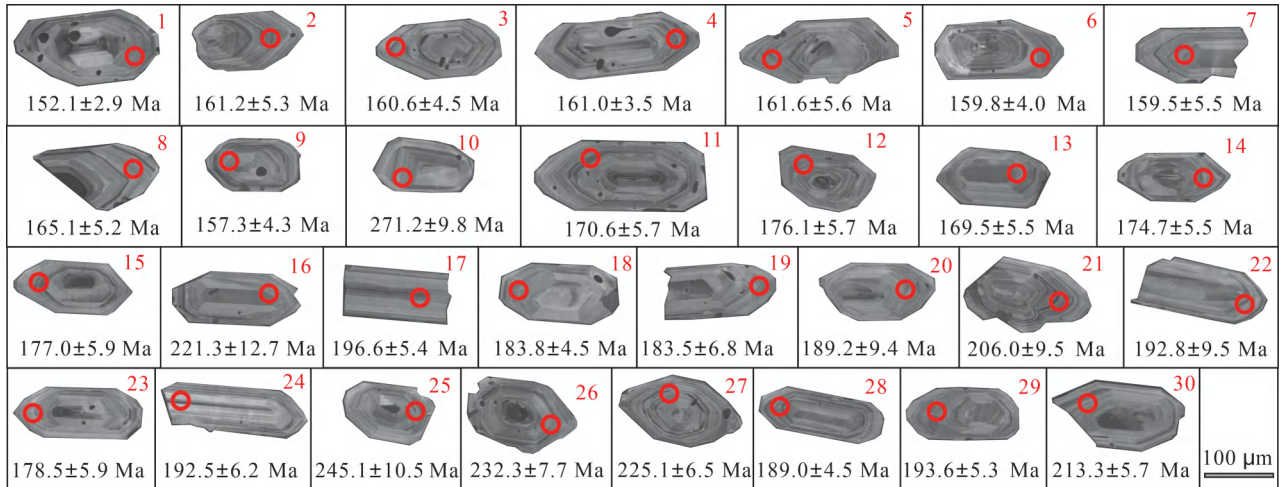 1 2 3 4 5 6 7
152.1±2.9 Ma 161.2±5.3 Ma 160.6±4.5 Ma 161.0±3.5 Ma 161.6±5.6 Ma 159.8±4.0 Ma 159.5±5.5 Ma
8 9 10 11 12 13 14
165.1±5.2 Ma 157.3±4.3 Ma 271.2±9.8 Ma 170.6±5.7 Ma 176.1±5.7 Ma 169.5±5.5 Ma 174.7±5.5 Ma
15 16 17 18 19 20 21 22
177.0±5.9 Ma 221.3±12.7 Ma 196.6±5.4 Ma 183.8±4.5 Ma 183.5±6.8 Ma 189.2±9.4 Ma 206.0±9.5 Ma 192.8±9.5 Ma
23 24 25 26 27 28 29 30
178.5±5.9 Ma 192.5±6.2 Ma 245.1±10.5 Ma 232.3±7.7 Ma 225.1±6.5 Ma 189.0±4.5 Ma 193.6±5.3 Ma 213.3±5.7 Ma
100 μm